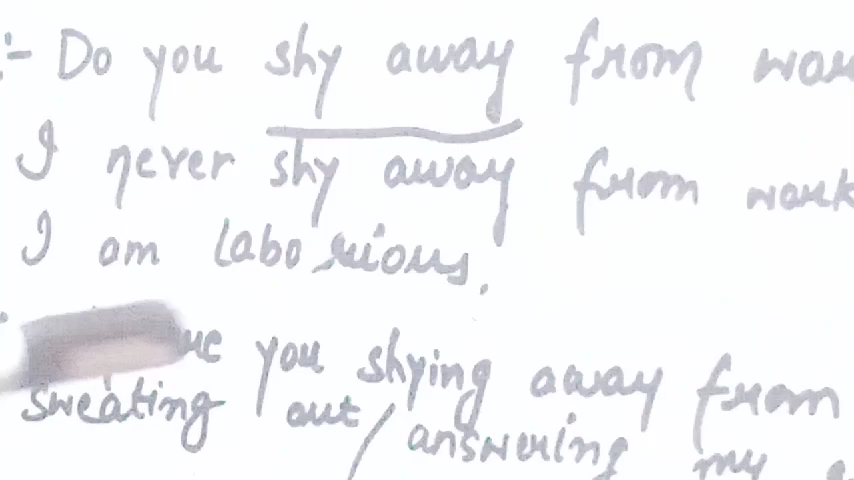 :- Do you shy away from
I never shy away from work
I am laborious.
you shying away from
sweating out / answering my